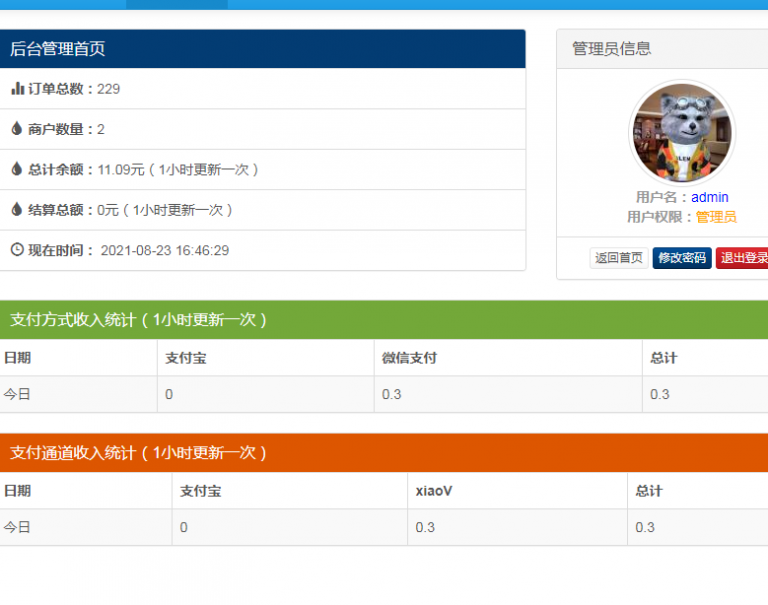 后台管理首页
订单总数：229
商户数量：2
总计余额：11.09元（1小时更新一次）
结算总额：0元（1小时更新一次）
现在时间： 2021-08-23 16:46:29
管理员信息
用户名：admin
用户权限：管理员
返回首页 修改密码 退出登录
支付方式收入统计（1小时更新一次）
日期 支付宝 微信支付 总计
今日 0 0.3 0.3
支付通道收入统计（1小时更新一次）
日期 支付宝 xiaoV 总计
今日 0 0.3 0.3